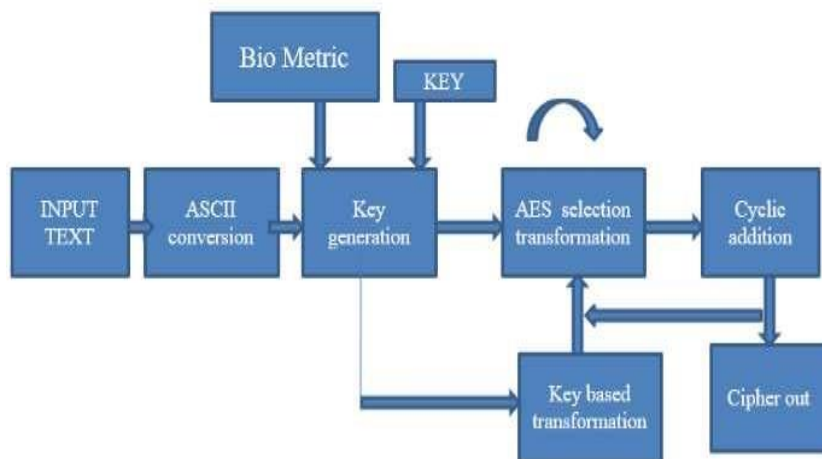 Bio Metric
KEY
INPUT
TEXT
ASCII
conversion
Key
generation
AES selection
transformation
Cyclic
addition
Key based
transformation
Cipher out